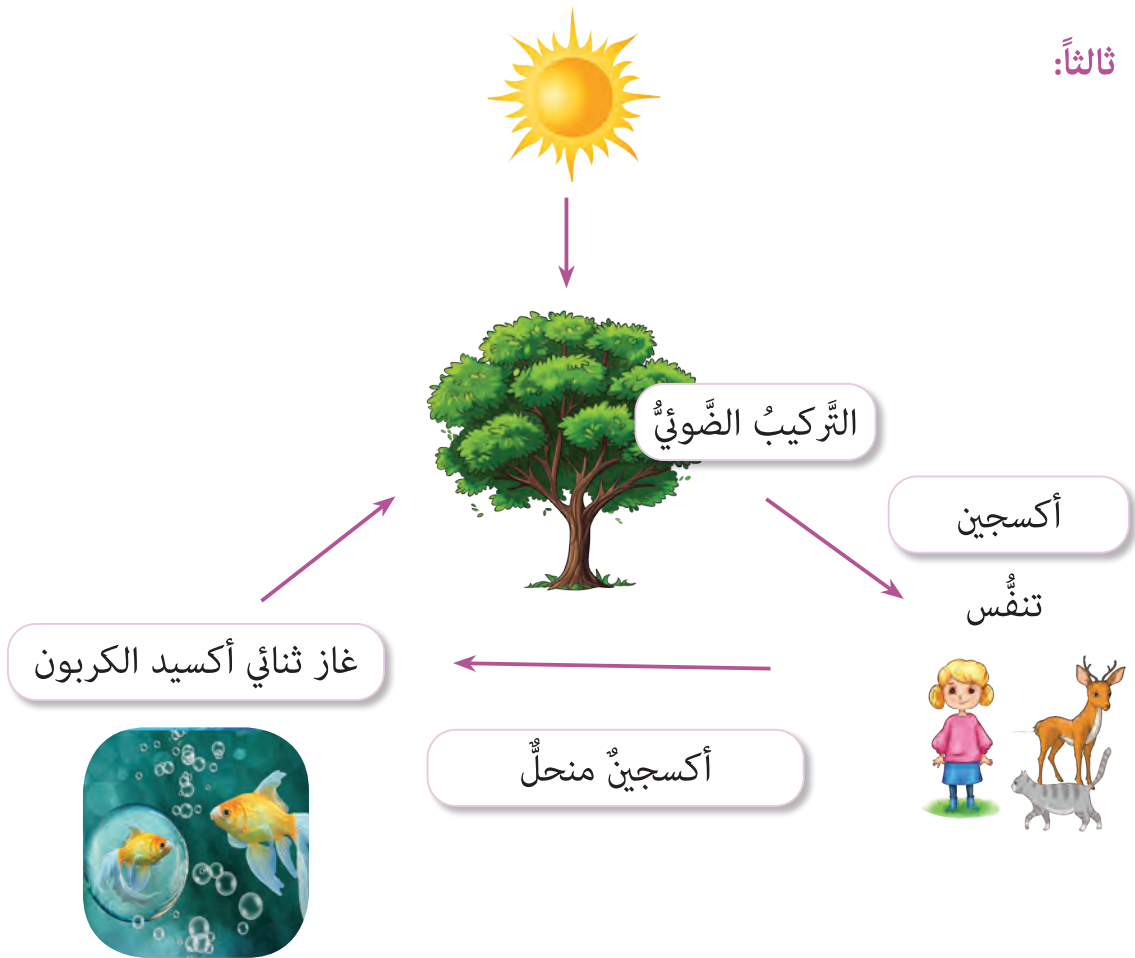 ثالثاً:
التَّركيبُ الضَّوئيُّ
أكسجين
تنفُّس
غاز ثنائي أكسيد الكربون
أكسجينٌ منحلٌّ